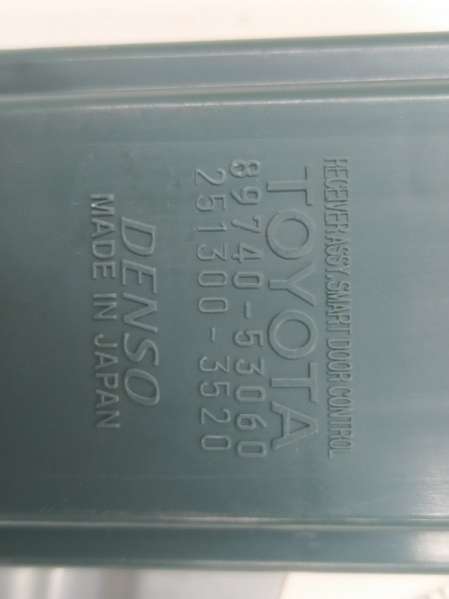 RECEIVER ASSY, SMART DOOR CONTROL
TOYOTA
89740-53060
251300-3520
DENSO
MADE IN JAPAN